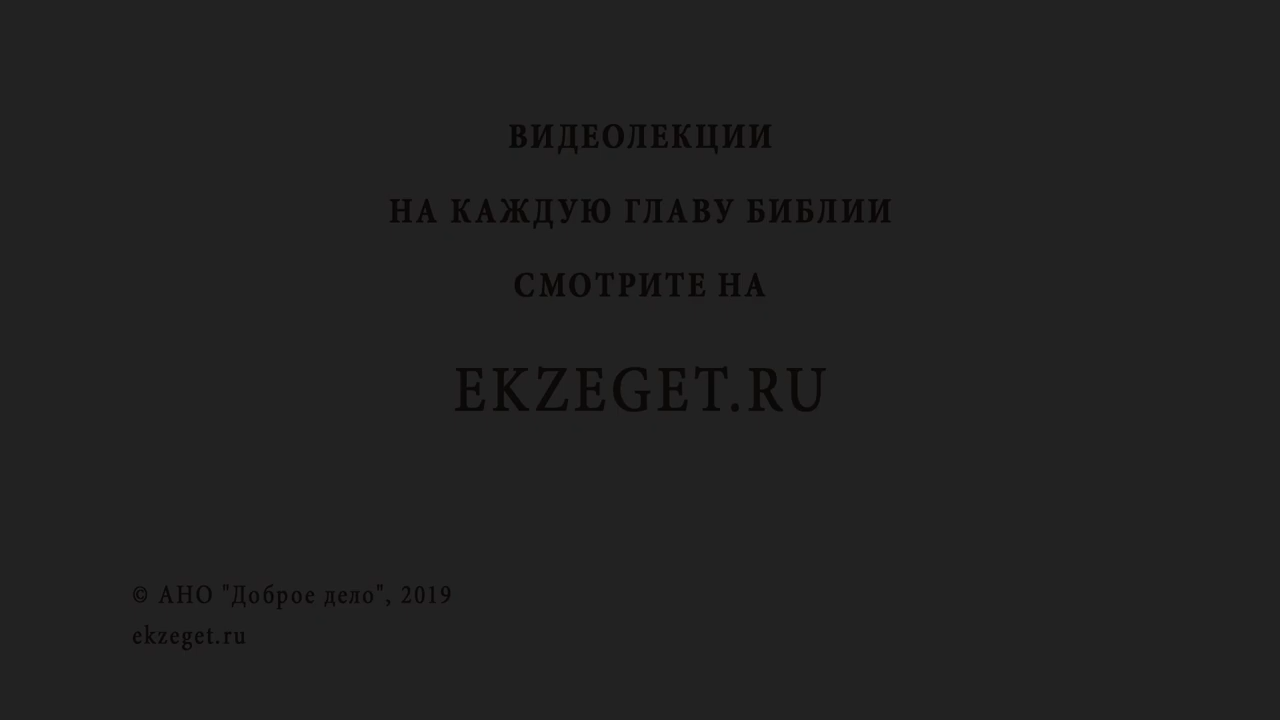 ВИДЕОЛЕКЦИИ
НА КАЖДУЮ ГЛАВУ БИБЛИИ
СМОТРИТЕ НА
EKZEGET.RU
© АНО "Доброе дело", 2019
ekzeget.ru